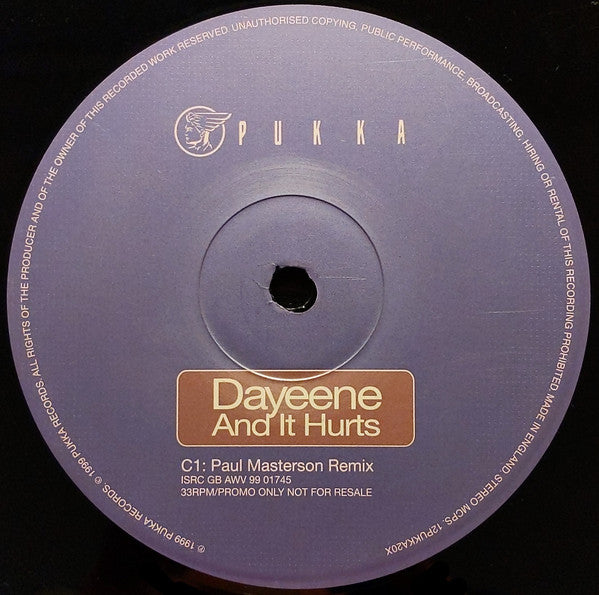 PUKKA
Dayeene
And It Hurts
C1: Paul Masterson Remix
ISRC GB AWV 99 01745
33RPM/PROMO ONLY NOT FOR RESALE
℗ 1999 PUKKA RECORDS. © 1999 PUKKA RECORDS. ALL RIGHTS OF THE PRODUCER AND OF THE OWNER OF THIS RECORDED WORK RESERVED. UNAUTHORISED COPYING, PUBLIC PERFORMANCE, BROADCASTING, HIRING OR RENTAL OF THIS RECORDING PROHIBITED. MADE IN ENGLAND STEREO MCPS: 12PUKKA20X